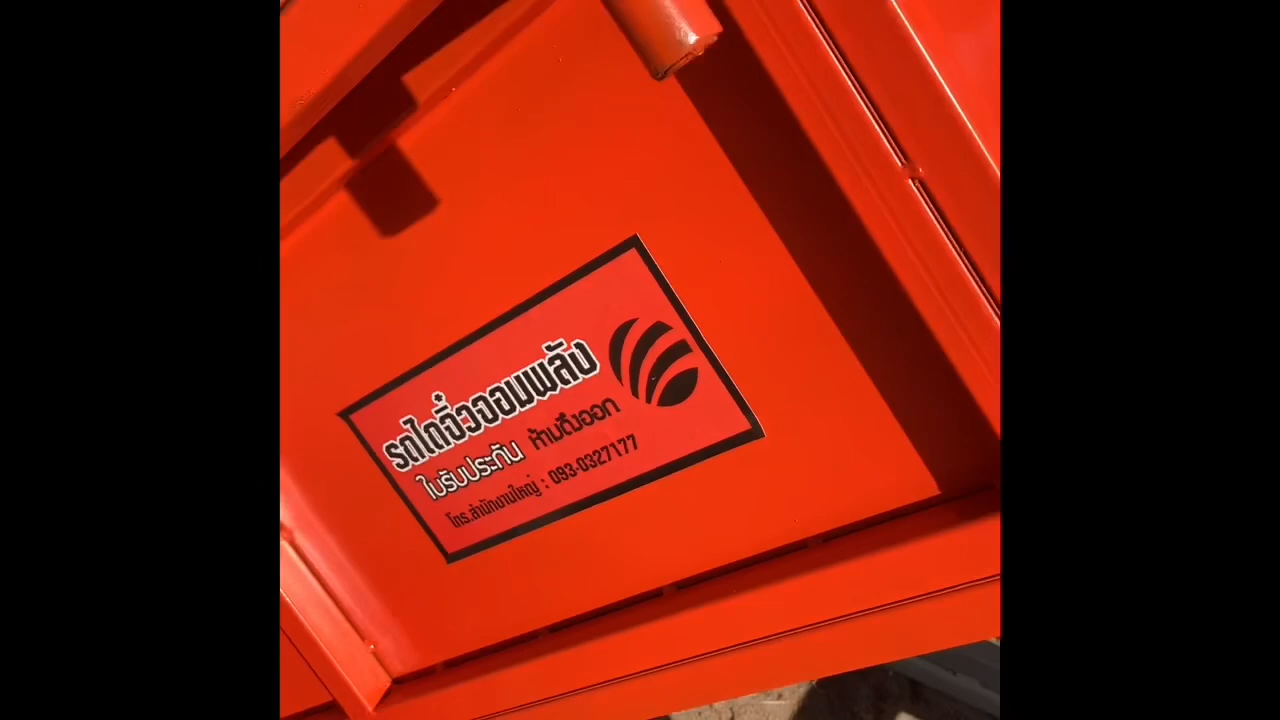 รถไถจิ๋วจอมพลัง
ใบรับประกัน ห้ามดึงออก
โทร.สำนักงานใหญ่ : 093-0327177